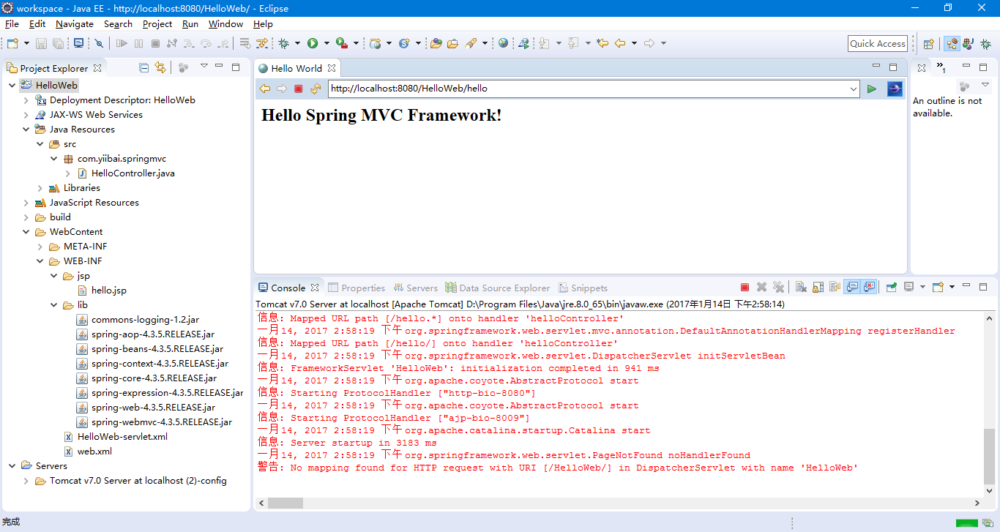 workspace - Java EE - http://localhost:8080/HelloWeb/ - Eclipse
File Edit Navigate Search Project Run Window Help
Quick Access
Project Explorer
HelloWeb
Deployment Descriptor: HelloWeb
JAX-WS Web Services
Java Resources
src
com.yiibai.springmvc
HelloController.java
Libraries
JavaScript Resources
build
WebContent
META-INF
WEB-INF
jsp
hello.jsp
lib
commons-logging-1.2.jar
spring-aop-4.3.5.RELEASE.jar
spring-beans-4.3.5.RELEASE.jar
spring-context-4.3.5.RELEASE.jar
spring-core-4.3.5.RELEASE.jar
spring-expression-4.3.5.RELEASE.jar
spring-web-4.3.5.RELEASE.jar
spring-webmvc-4.3.5.RELEASE.jar
HelloWeb-servlet.xml
web.xml
Servers
Tomcat v7.0 Server at localhost (2)-config
Hello World
http://localhost:8080/HelloWeb/hello
Hello Spring MVC Framework!
1
An outline is not
available.
Console Properties Servers Data Source Explorer Snippets
Tomcat v7.0 Server at localhost [Apache Tomcat] D:\Program Files\Java\jre.8.0_65\bin\javaw.exe (2017年1月14日 下午2:58:14)
信息: Mapped URL path [/hello.*] onto handler 'helloController'
一月 14, 2017 2:58:19 下午 org.springframework.web.servlet.mvc.annotation.DefaultAnnotationHandlerMapping registerHandler
信息: Mapped URL path [/hello/] onto handler 'helloController'
一月 14, 2017 2:58:19 下午 org.springframework.web.servlet.DispatcherServlet initServletBean
信息: FrameworkServlet 'HelloWeb': initialization completed in 941 ms
一月 14, 2017 2:58:19 下午 org.apache.coyote.AbstractProtocol start
信息: Starting ProtocolHandler ["http-bio-8080"]
一月 14, 2017 2:58:19 下午 org.apache.coyote.AbstractProtocol start
信息: Starting ProtocolHandler ["ajp-bio-8009"]
一月 14, 2017 2:58:19 下午 org.apache.catalina.startup.Catalina start
信息: Server startup in 3183 ms
一月 14, 2017 2:58:19 下午 org.springframework.web.servlet.PageNotFound noHandlerFound
警告: No mapping found for HTTP request with URI [/HelloWeb/] in DispatcherServlet with name 'HelloWeb'
完成